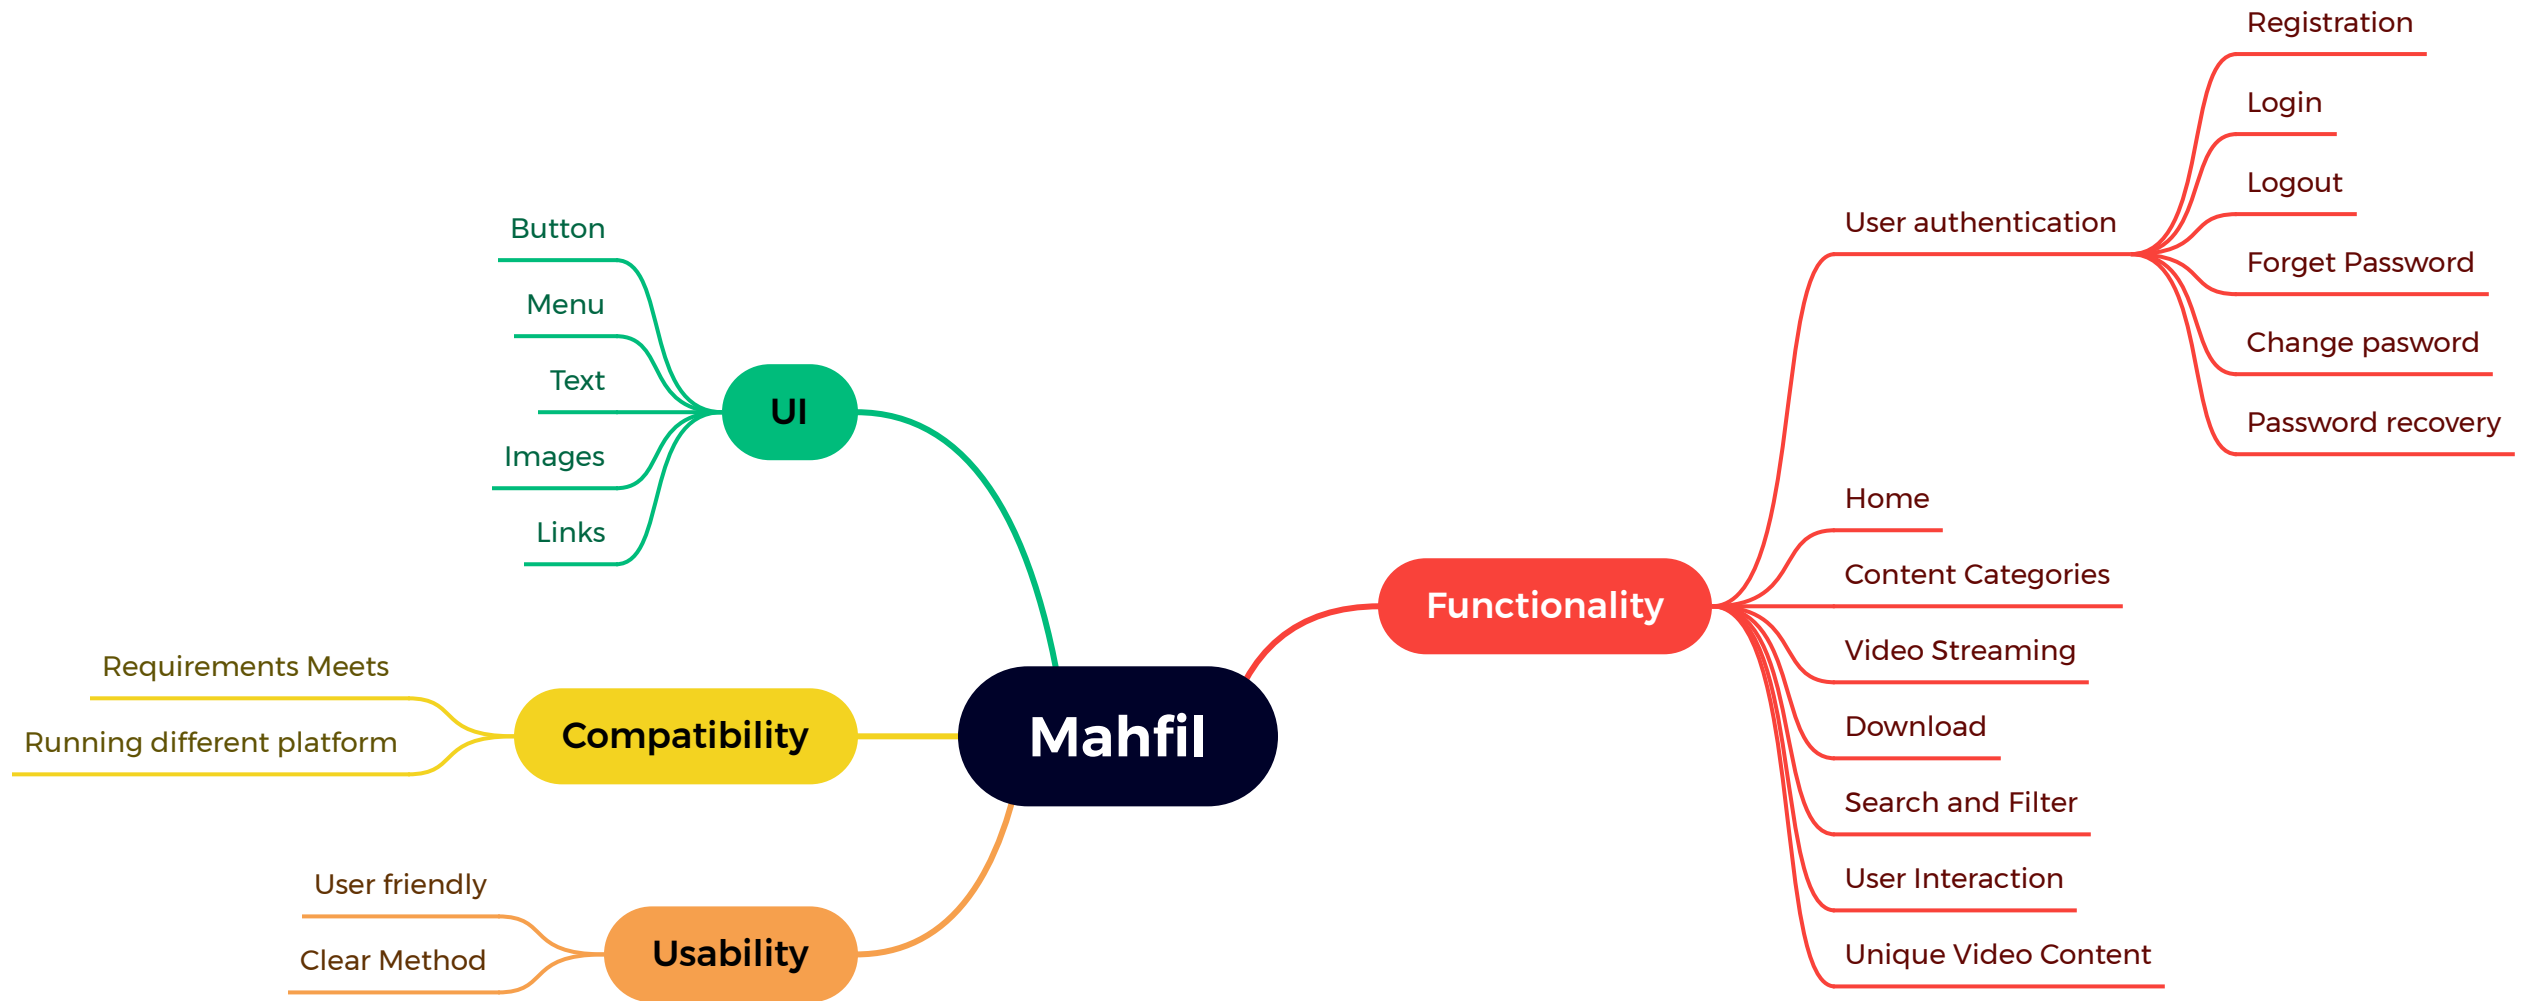 Mahfil
Functionality
User authentication
Registration
Login
Logout
Forget Password
Change pasword
Password recovery
Home
Content Categories
Video Streaming
Download
Search and Filter
User Interaction
Unique Video Content
UI
Button
Menu
Text
Images
Links
Compatibility
Requirements Meets
Running different platform
Usability
User friendly
Clear Method